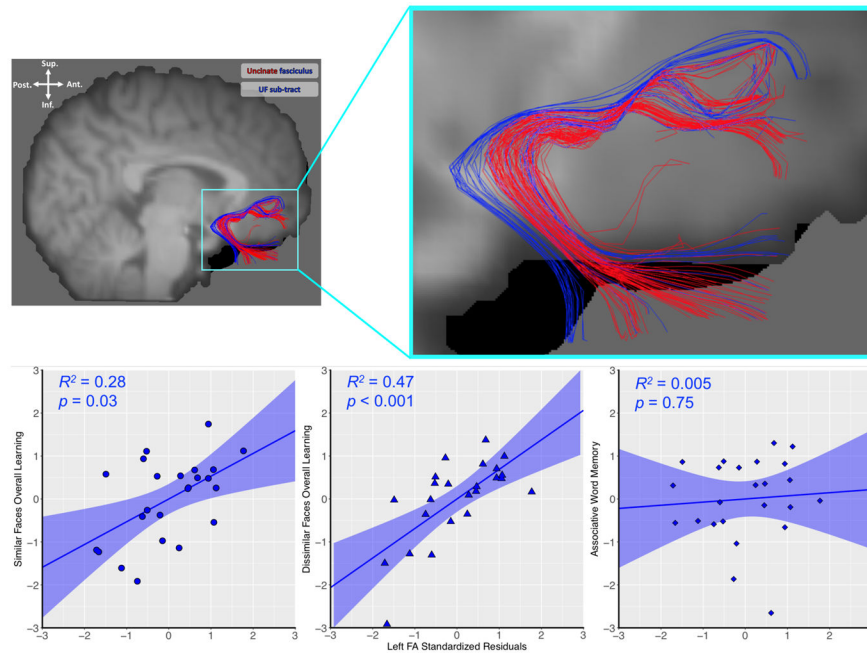 Sup.
Post.
Ant.
Inf.
Uncinate fasciculus
UF sub-tract
R² = 0.28
p = 0.03
Similar Faces Overall Learning
3
2
1
0
−1
−2
−3
−3 −2 −1 0 1 2 3
R² = 0.47
p < 0.001
Dissimilar Faces Overall Learning
3
2
1
0
−1
−2
−3
−3 −2 −1 0 1 2 3
Left FA Standardized Residuals
R² = 0.005
p = 0.75
Associative Word Memory
3
2
1
0
−1
−2
−3
−3 −2 −1 0 1 2